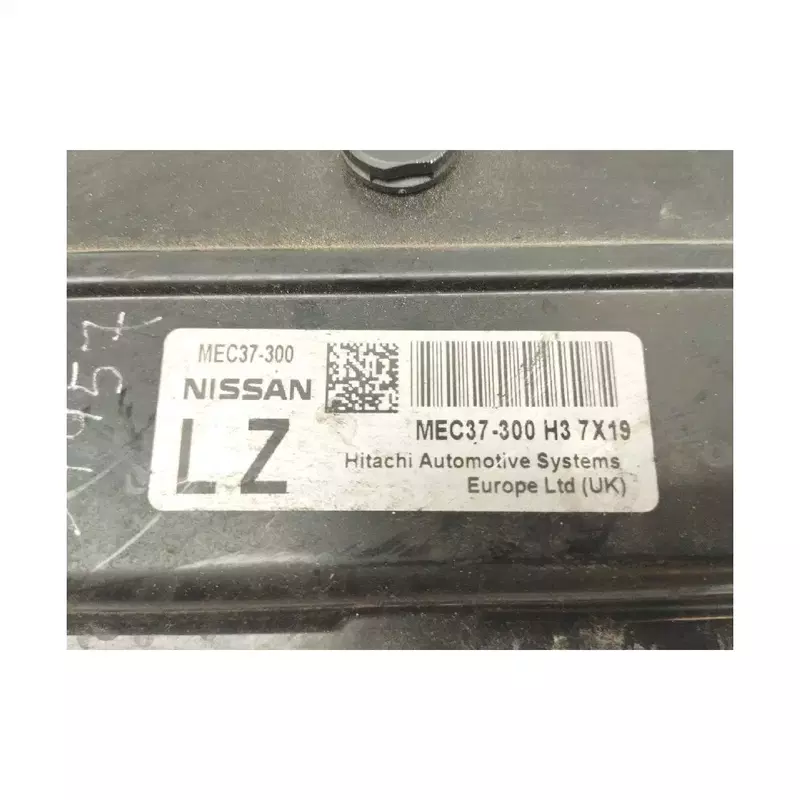 MEC37-300
NISSAN
LZ
MEC37-300 H3 7X19
Hitachi Automotive Systems
Europe Ltd (UK)